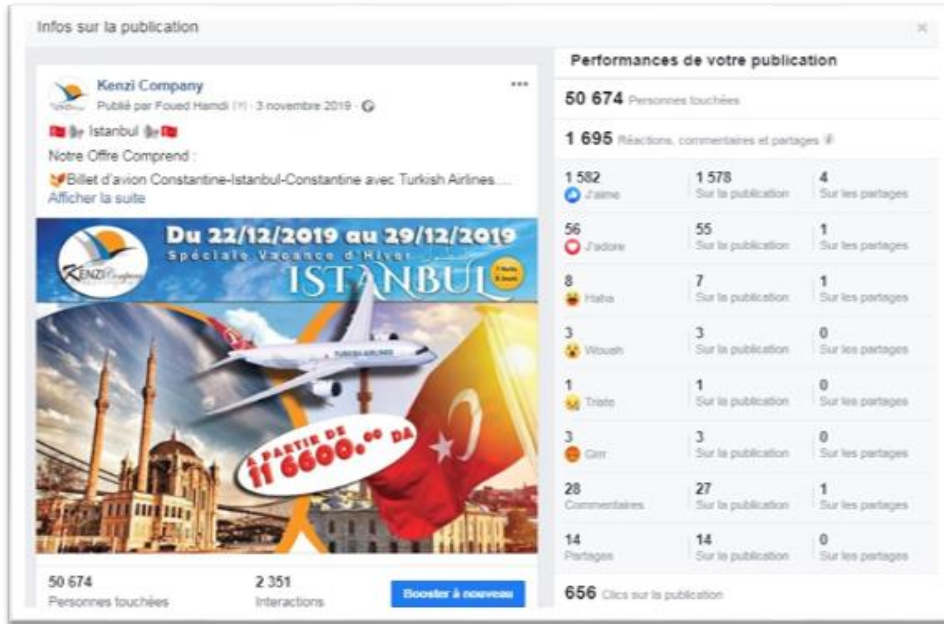 Infos sur la publication
Kenzi Company
Publié par Foued Hamdi [?] · 3 novembre 2019 ·
Istanbul
Notre Offre Comprend :
Billet d'avion Constantine-Istanbul-Constantine avec Turkish Airlines....
Afficher la suite
KENZI Company
Du 22/12/2019 au 29/12/2019
Spéciale Vacance d'Hiver
ISTANBUL
7 Nuits
8 Jours
TURKISH AIRLINES
A PARTIR DE
11 6600.00 DA
50 674
2 351
Personnes touchées
Interactions
Booster à nouveau
Performances de votre publication
50 674 Personnes touchées
1 695 Réactions, commentaires et partages
1 582 1 578 4
J'aime Sur la publication Sur les partages
56 55 1
J'adore Sur la publication Sur les partages
8 7 1
Haha Sur la publication Sur les partages
3 3 0
Wouah Sur la publication Sur les partages
1 1 0
Triste Sur la publication Sur les partages
3 3 0
Grrr Sur la publication Sur les partages
28 27 1
Commentaires Sur la publication Sur les partages
14 14 0
Partages Sur la publication Sur les partages
656 Clics sur la publication